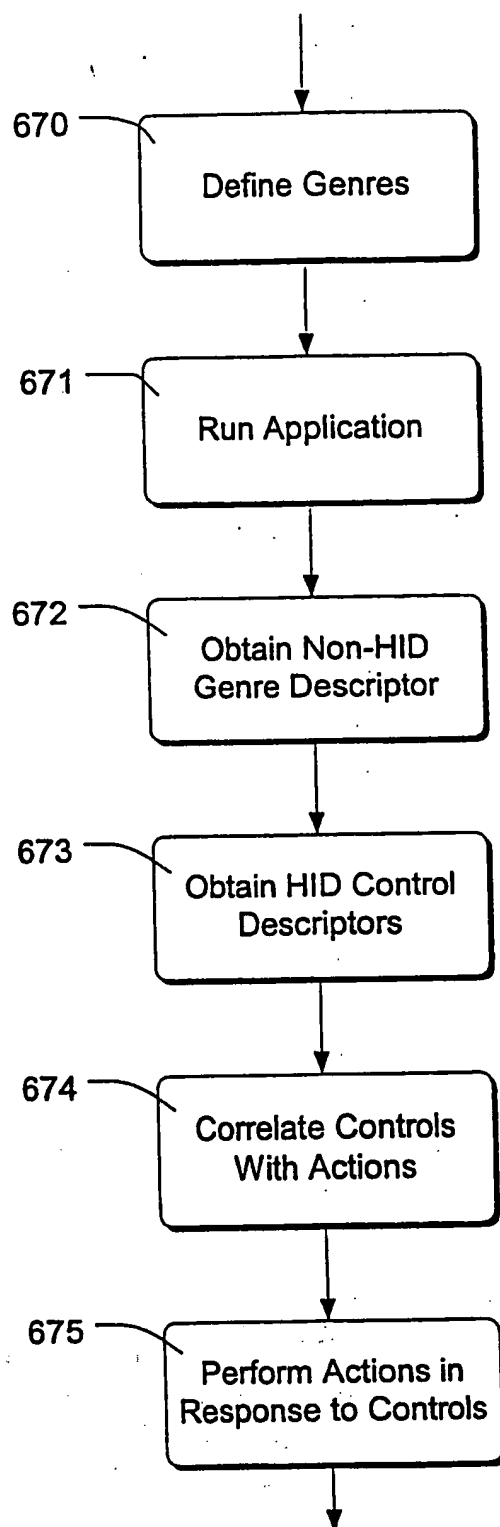 670
Define Genres
671
Run Application
672
Obtain Non-HID
Genre Descriptor
673
Obtain HID Control
Descriptors
674
Correlate Controls
With Actions
675
Perform Actions in
Response to Controls